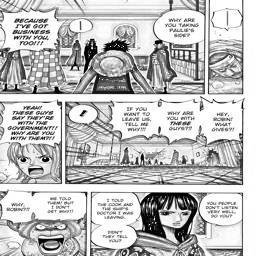 WHY ARE
YOU TAKING
PAULIE'S
SIDE?
BECAUSE
I'VE GOT
BUSINESS
WITH YOU,
TOO!!!
HEY,
ROBIN!
WHAT
GIVES?!
WHY ARE
YOU WITH
THESE
GUYS?!
IF YOU
WANT TO
LEAVE US,
TELL ME
WHY!!!
YEAH!
THESE GUYS
SAY THEY'RE
WITH THE
GOVERNMENT!
WHY ARE YOU
WITH THEM?!!
YOU PEOPLE
DON'T LISTEN
VERY WELL,
DO YOU?
I TOLD
THE COOK AND
THE SHIP'S
DOCTOR I WAS
LEAVING.
DIDN'T
THEY TELL
YOU?
THEY
TOLD ME!
BUT I
DON'T GET
WHY!!
WHY,
ROBIN?!